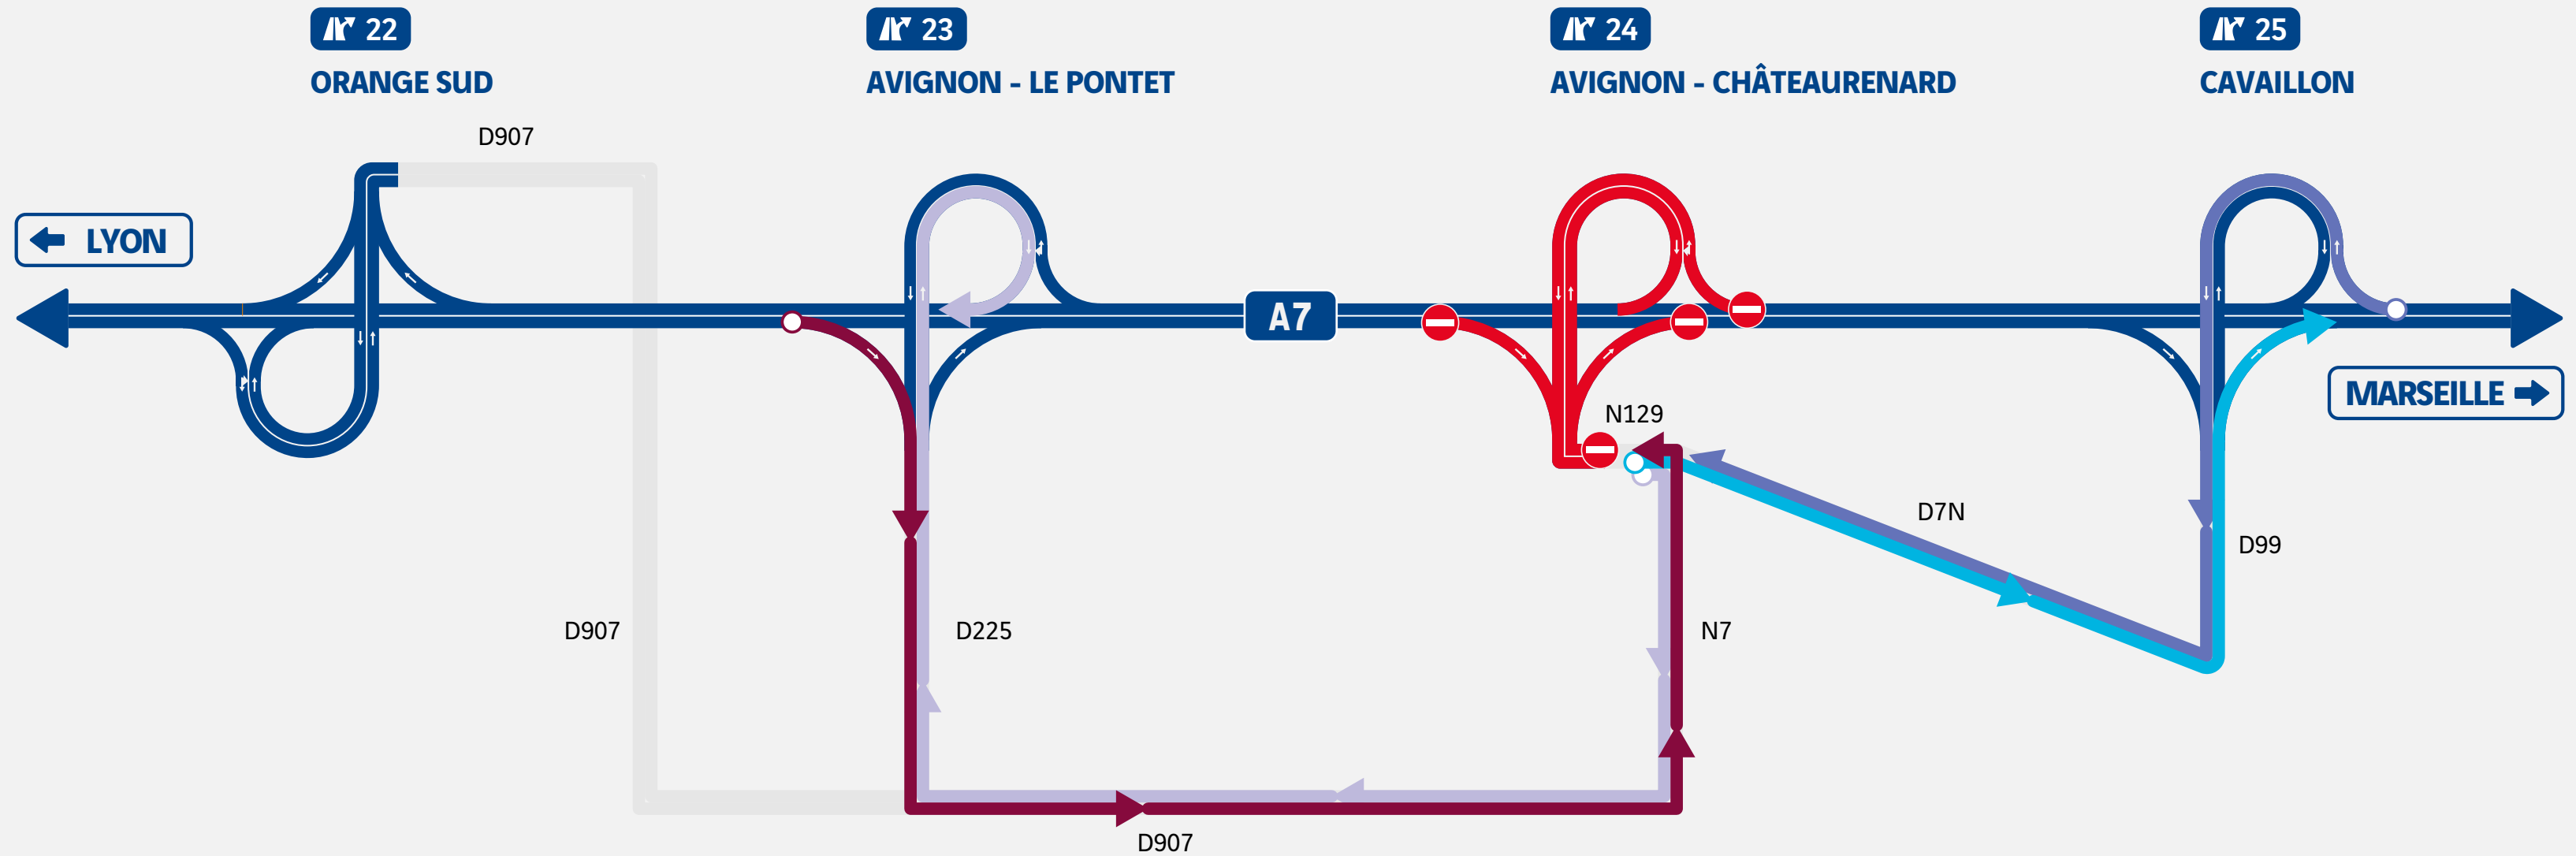 22
ORANGE SUD
23
AVIGNON - LE PONTET
24
AVIGNON - CHÂTEAURENARD
25
CAVAILLON
D907
LYON
A7
MARSEILLE
N129
D7N
D99
D907
D225
N7
D907